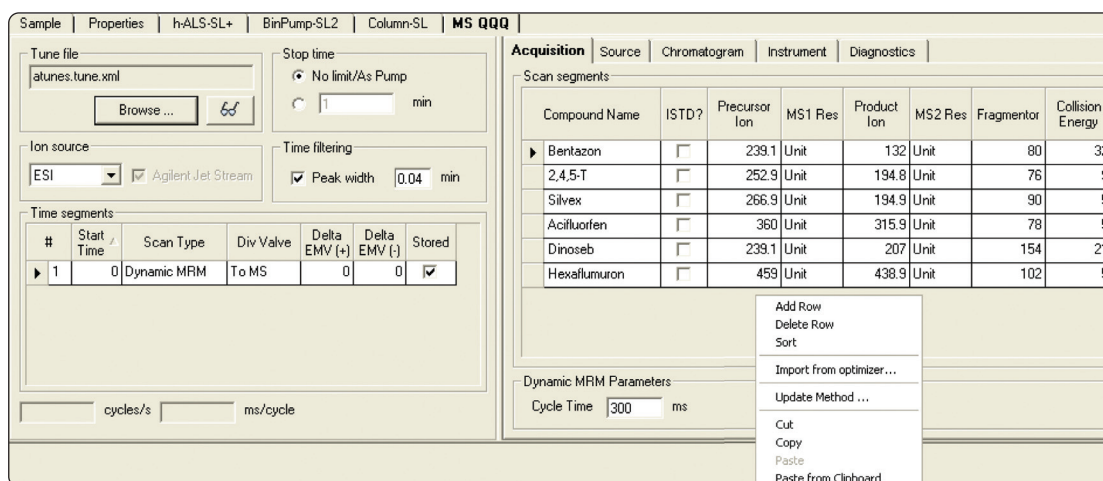 Sample | Properties | h-ALS-SL+ | BinPump-SL2 | Column-SL | MS QQQ |
Tune file
atunes.tune.xml
Browse ...
Stop time
No limit/As Pump
1 min
Ion source
ESI Agilent Jet Stream
Time filtering
Peak width 0.04 min
Time segments
# Start Time Scan Type Div Valve Delta EMV (+) Delta EMV (-) Stored
1 0 Dynamic MRM To MS 0 0
cycles/s ms/cycle
Acquisition | Source | Chromatogram | Instrument | Diagnostics |
Scan segments
Compound Name ISTD? Precursor Ion MS1 Res Product Ion MS2 Res Fragmentor Collision Energy
Bentazon 239.1 Unit 132 Unit 80
2,4,5-T 252.9 Unit 194.8 Unit 76
Silvex 266.9 Unit 194.9 Unit 90
Acifluorfen 360 Unit 315.9 Unit 78
Dinoseb 239.1 Unit 207 Unit 154
Hexaflumuron 459 Unit 438.9 Unit 102
Add Row
Delete Row
Sort
Import from optimizer...
Update Method ...
Cut
Copy
Paste
Paste from Clipboard
Dynamic MRM Parameters
Cycle Time 300 ms